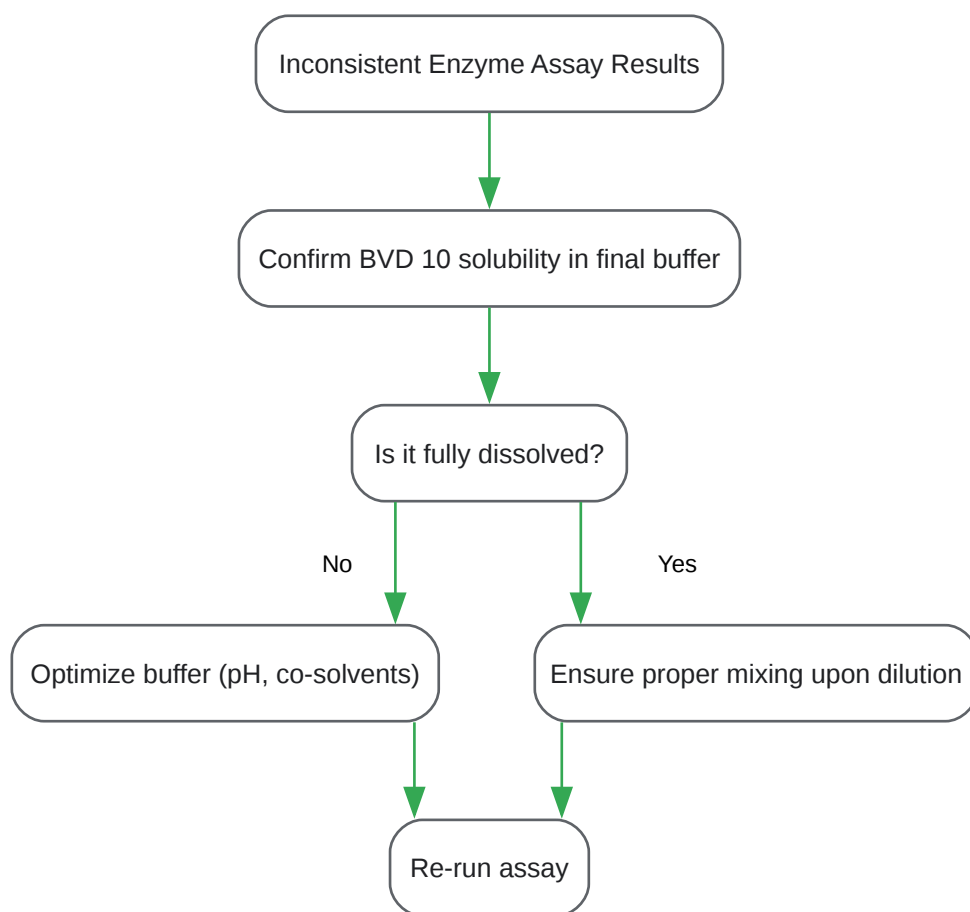 Inconsistent Enzyme Assay Results
Confirm BVD 10 solubility in final buffer
Is it fully dissolved?
No
Yes
Optimize buffer (pH, co-solvents)
Ensure proper mixing upon dilution
Re-run assay